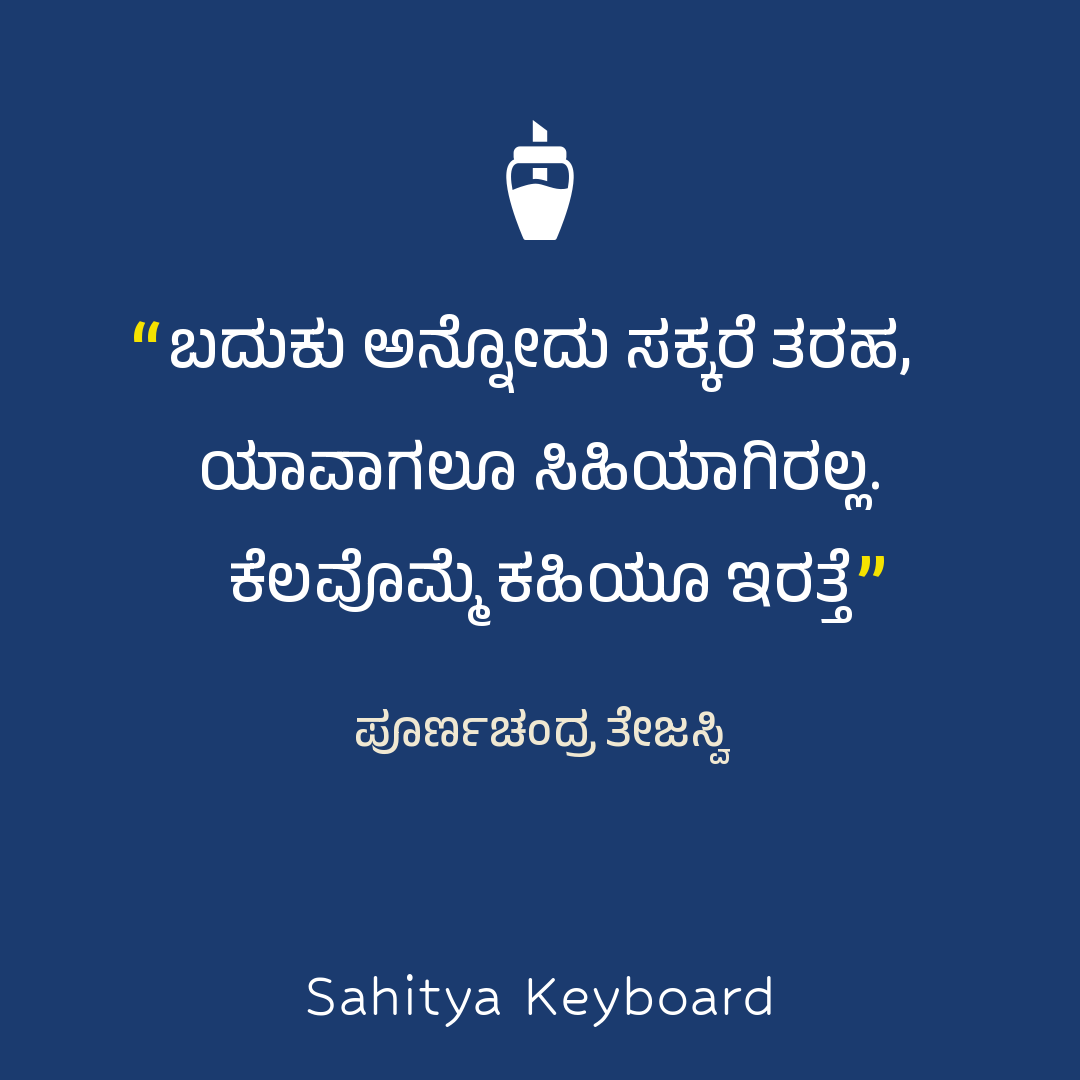 “ಬದುಕು ಅನ್ನೋದು ಸಕ್ಕರೆ ತರಹ,
ಯಾವಾಗಲೂ ಸಿಹಿಯಾಗಿರಲ್ಲ.
ಕೆಲವೊಮ್ಮೆ ಕಹಿಯೂ ಇರತ್ತೆ”
ಪೂರ್ಣಚಂದ್ರ ತೇಜಸ್ವಿ
Sahitya Keyboard